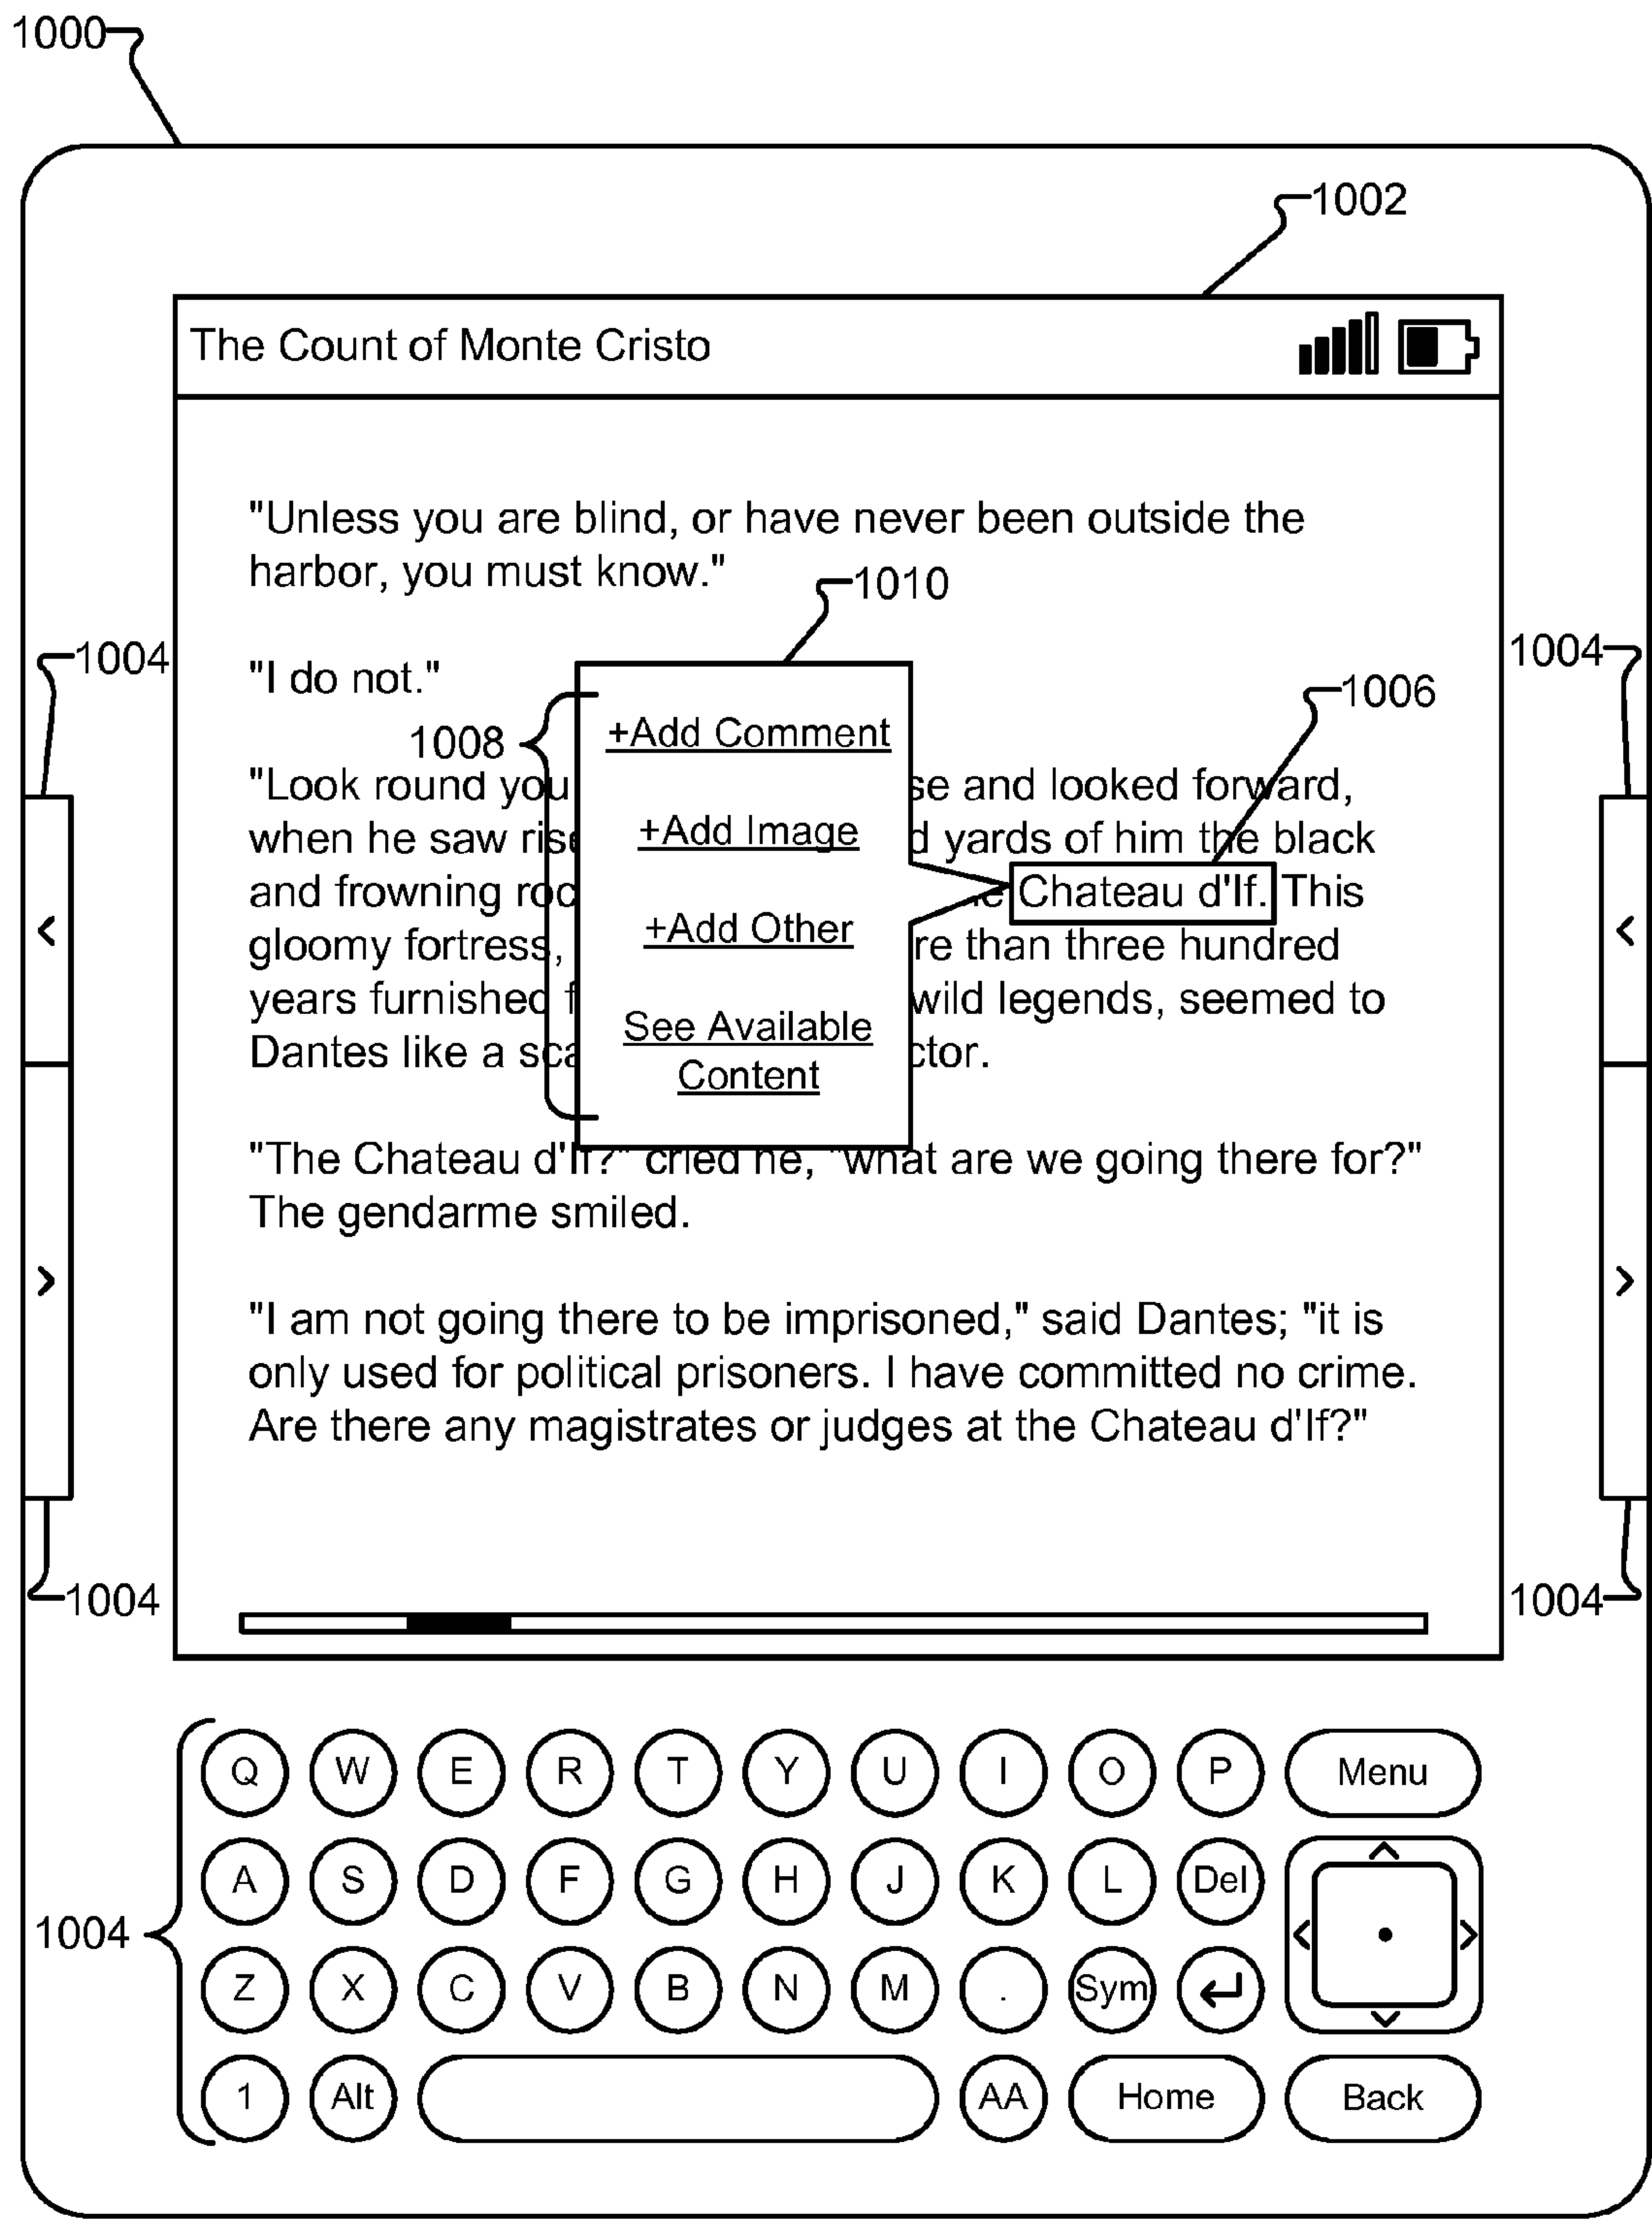 1000
1002
The Count of Monte Cristo
"Unless you are blind, or have never been outside the
harbor, you must know."
1010
1004
1004
"I do not."
1006
1008
+Add Comment
"Look round you se and looked forward,
+Add Image
when he saw rise d yards of him the black
and frowning roc e Chateau d'If. This
+Add Other
gloomy fortress, re than three hundred
years furnished f wild legends, seemed to
See Available
Dantes like a sca ctor.
Content
"The Chateau d'If?" cried he, "what are we going there for?"
The gendarme smiled.
"I am not going there to be imprisoned," said Dantes; "it is
only used for political prisoners. I have committed no crime.
Are there any magistrates or judges at the Chateau d'If?"
1004
1004
Q W E R T Y U I O P Menu
A S D F G H J K L Del
1004
Z X C V B N M . Sym
1 Alt AA Home Back